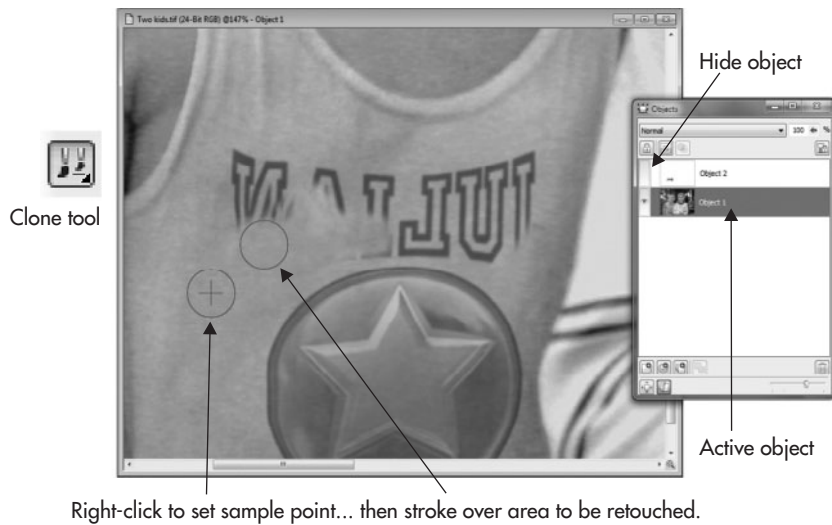 Two kids.tif (24-Bit RGB) @147% - Object 1
Hide object
Objects
Normal
100
%
Object 2
Object 1
Clone tool
JULIAN
Active object
Right-click to set sample point... then stroke over area to be retouched.